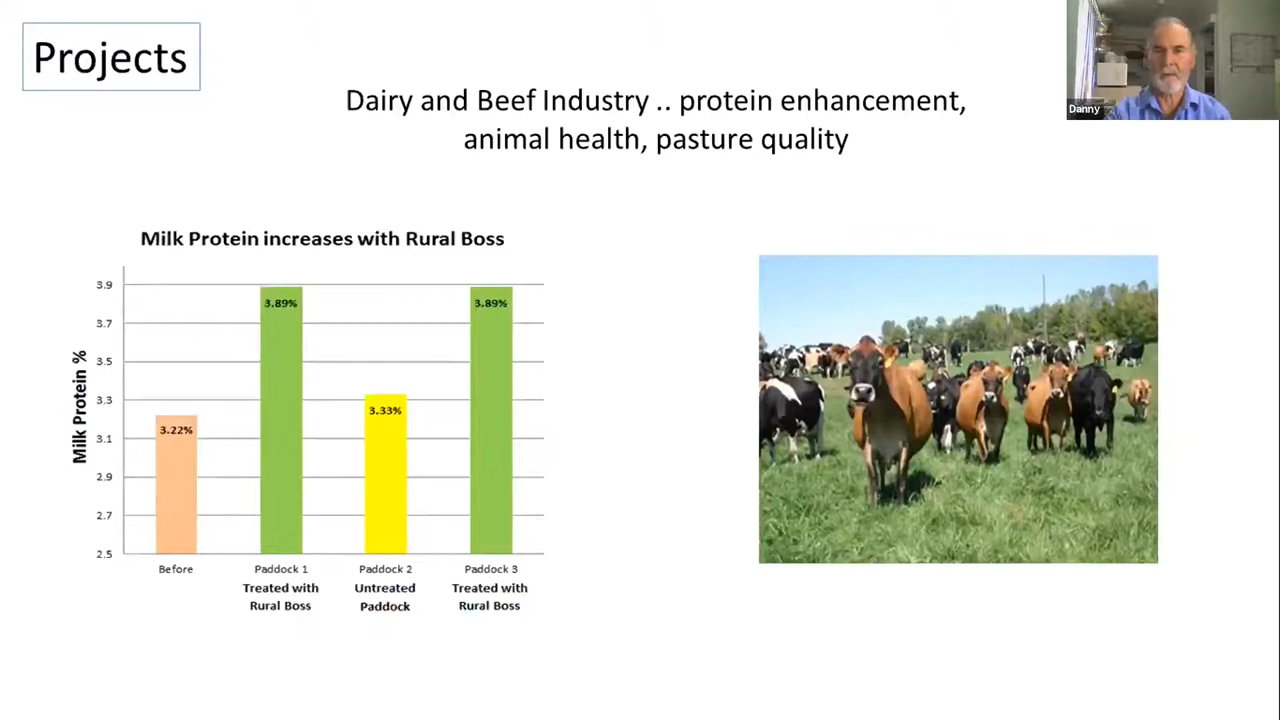 Projects
Dairy and Beef Industry .. protein enhancement,
animal health, pasture quality
Danny
Milk Protein increases with Rural Boss
Milk Protein %
3.9
3.7
3.5
3.3
3.1
2.9
2.7
2.5
3.22%
3.89%
3.33%
3.89%
Before
Paddock 1
Treated with
Rural Boss
Paddock 2
Untreated
Paddock
Paddock 3
Treated with
Rural Boss